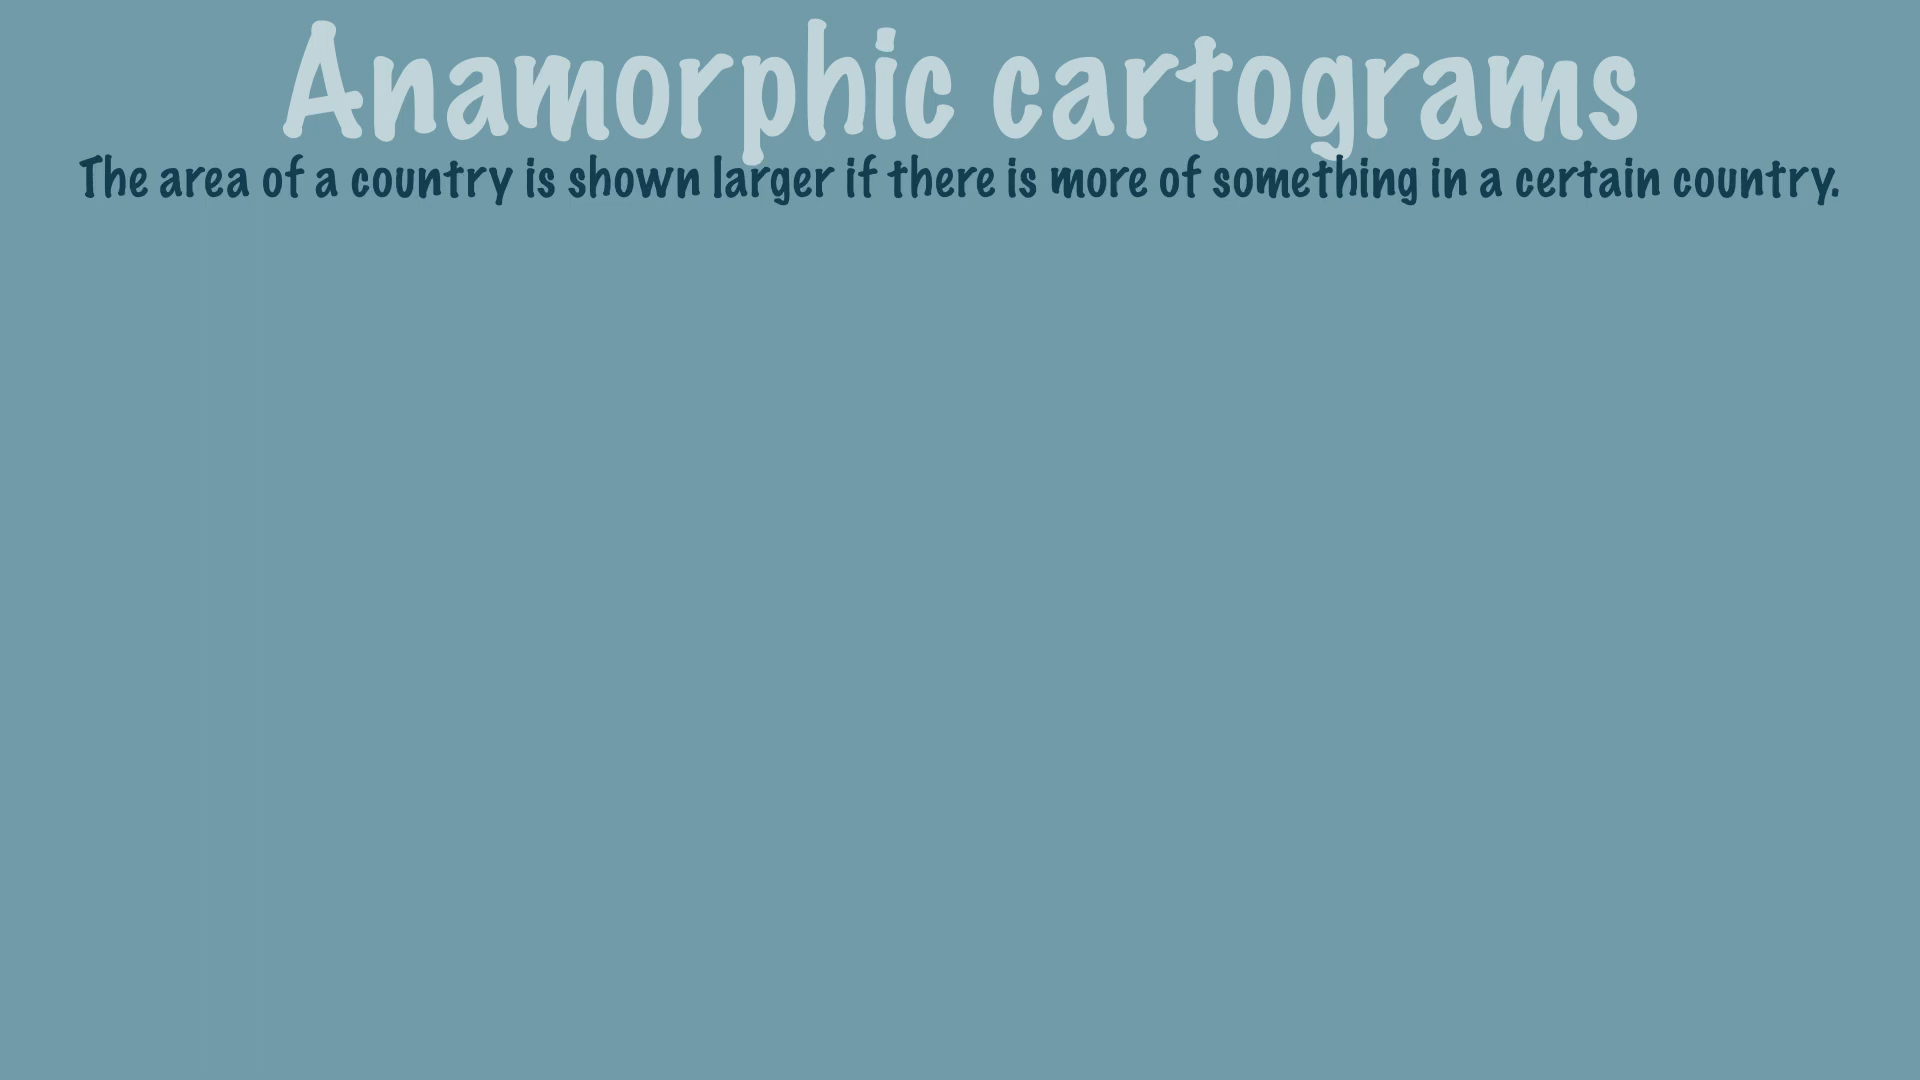 Anamorphic cartograms
The area of a country is shown larger if there is more of something in a certain country.